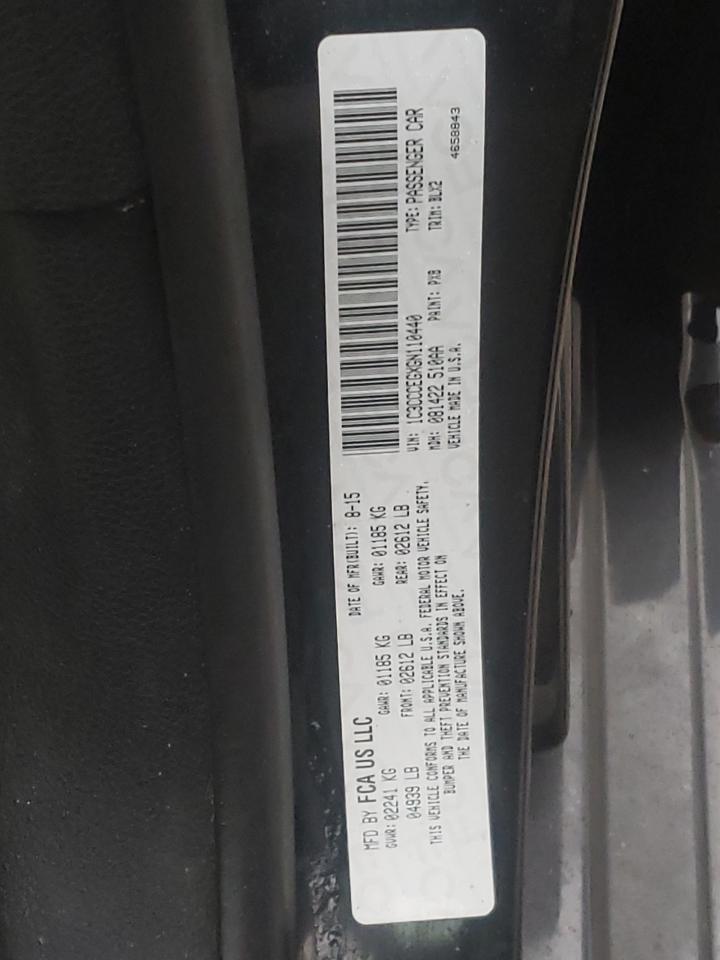 MFD BY FCA US LLC
DATE OF MFR(BUILT): 8-15
GVWR: 02241 KG
GAWR: 01185 KG
GAWR: 01185 KG
04939 LB
FRONT: 02612 LB
REAR: 02612 LB
THIS VEHICLE CONFORMS TO ALL APPLICABLE U.S.A. FEDERAL MOTOR VEHICLE SAFETY,
BUMPER AND THEFT PREVENTION STANDARDS IN EFFECT ON
THE DATE OF MANUFACTURE SHOWN ABOVE.
VIN: 1C3CCCEGXGN110440
TYPE: PASSENGER CAR
MDH: 081422 510AA
PAINT: PX8
TRIM: BLX2
VEHICLE MADE IN U.S.A.
4658843